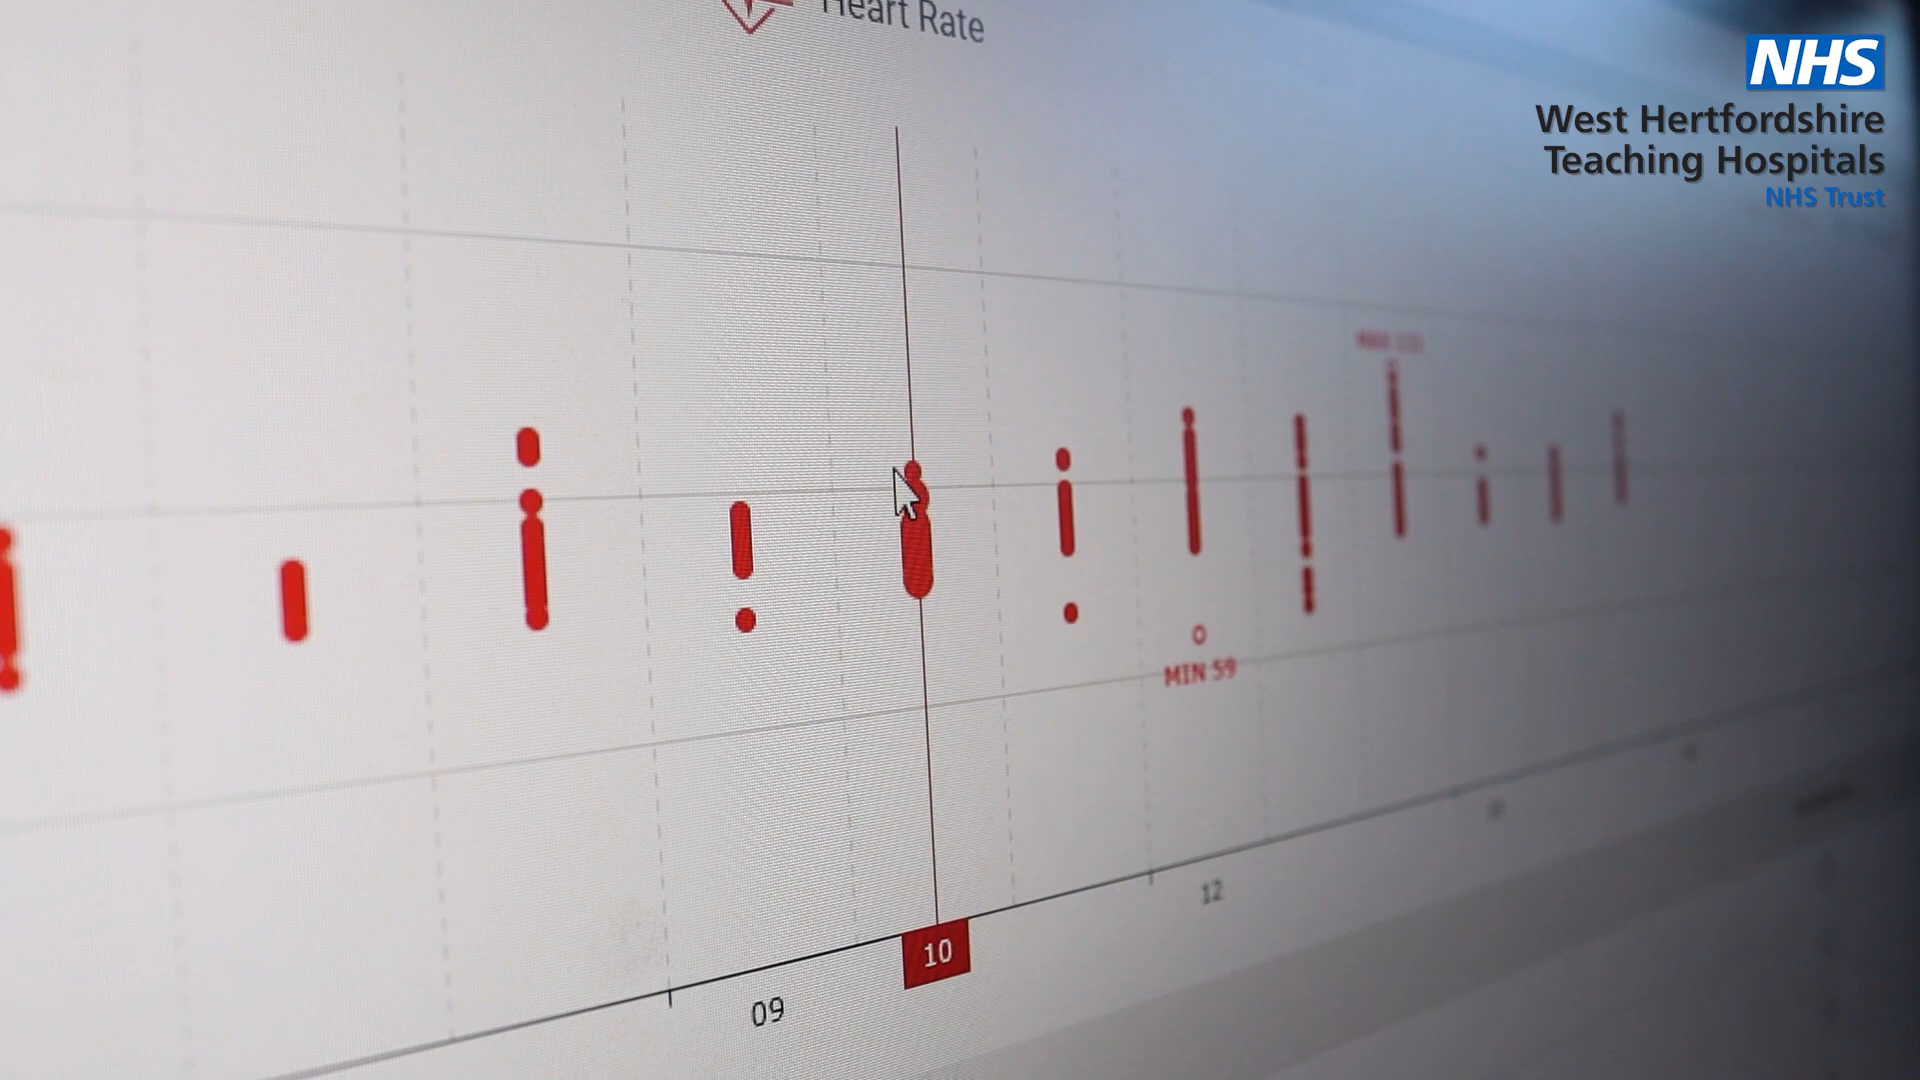 Heart Rate
NHS
West Hertfordshire
Teaching Hospitals
NHS Trust
MIN 59
12
10
09